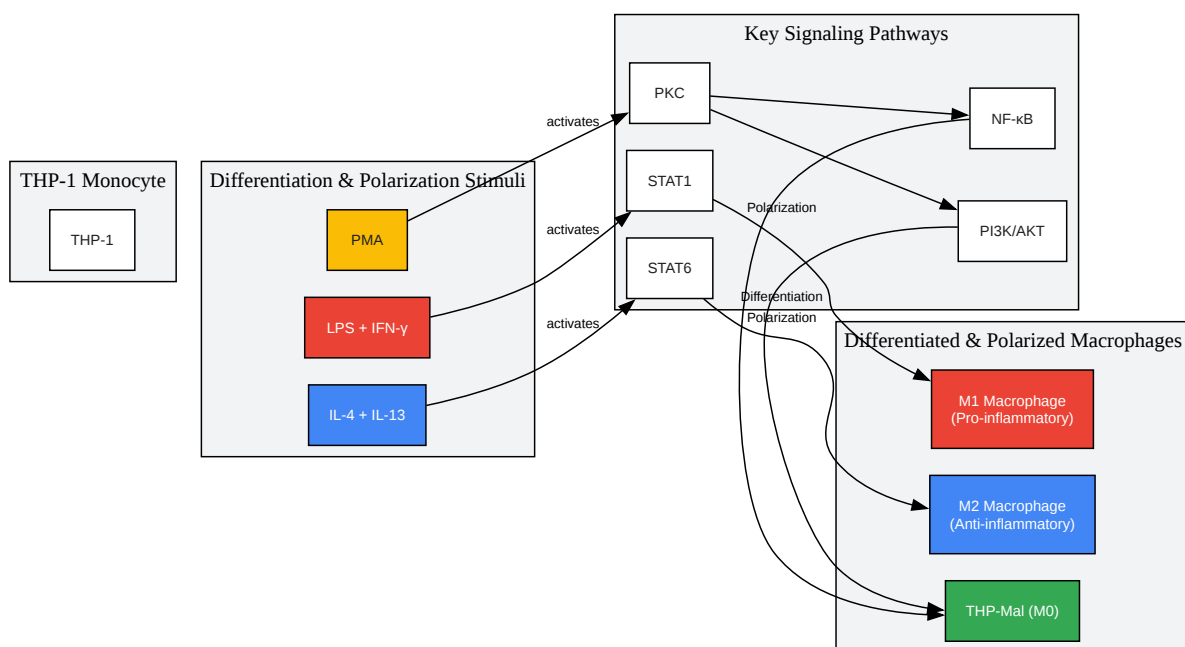 THP-1 Monocyte
THP-1
Differentiation & Polarization Stimuli
PMA
LPS + IFN-γ
IL-4 + IL-13
activates
activates
activates
Key Signaling Pathways
PKC
STAT1
STAT6
NF-κB
PI3K/AKT
Polarization
Differentiation
Polarization
Differentiated & Polarized Macrophages
M1 Macrophage
(Pro-inflammatory)
M2 Macrophage
(Anti-inflammatory)
THP-Mal (M0)